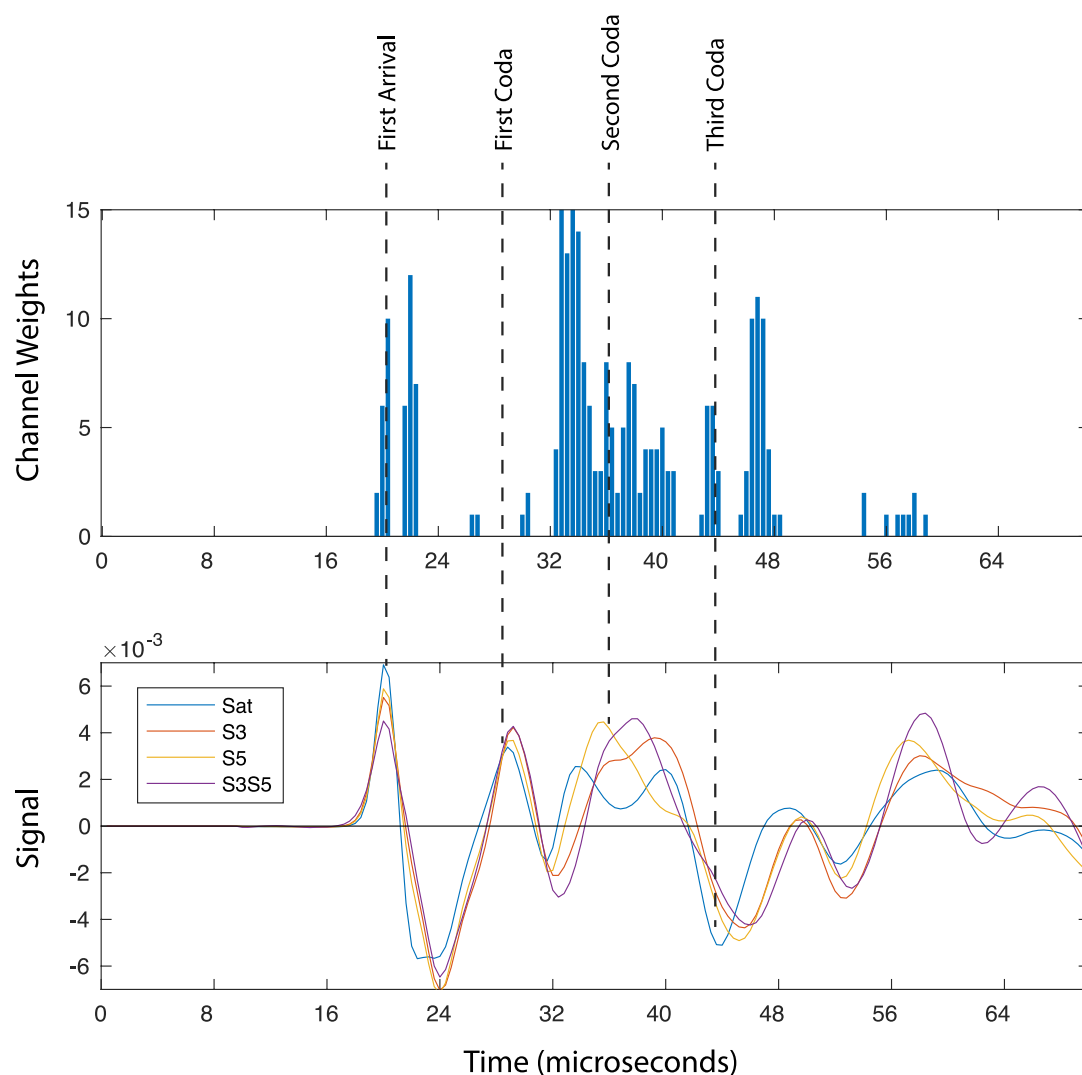 First Arrival
First Coda
Second Coda
Third Coda
15
10
5
0
Channel Weights
0 8 16 24 32 40 48 56 64
×10-3
6
4
2
0
-2
-4
-6
Signal
Sat
S3
S5
S3S5
0 8 16 24 32 40 48 56 64
Time (microseconds)